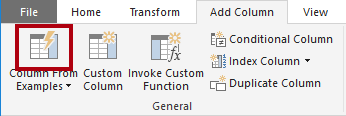 File Home Transform Add Column View
Column From Examples
Custom Column
Invoke Custom Function
Conditional Column
Index Column
Duplicate Column
General